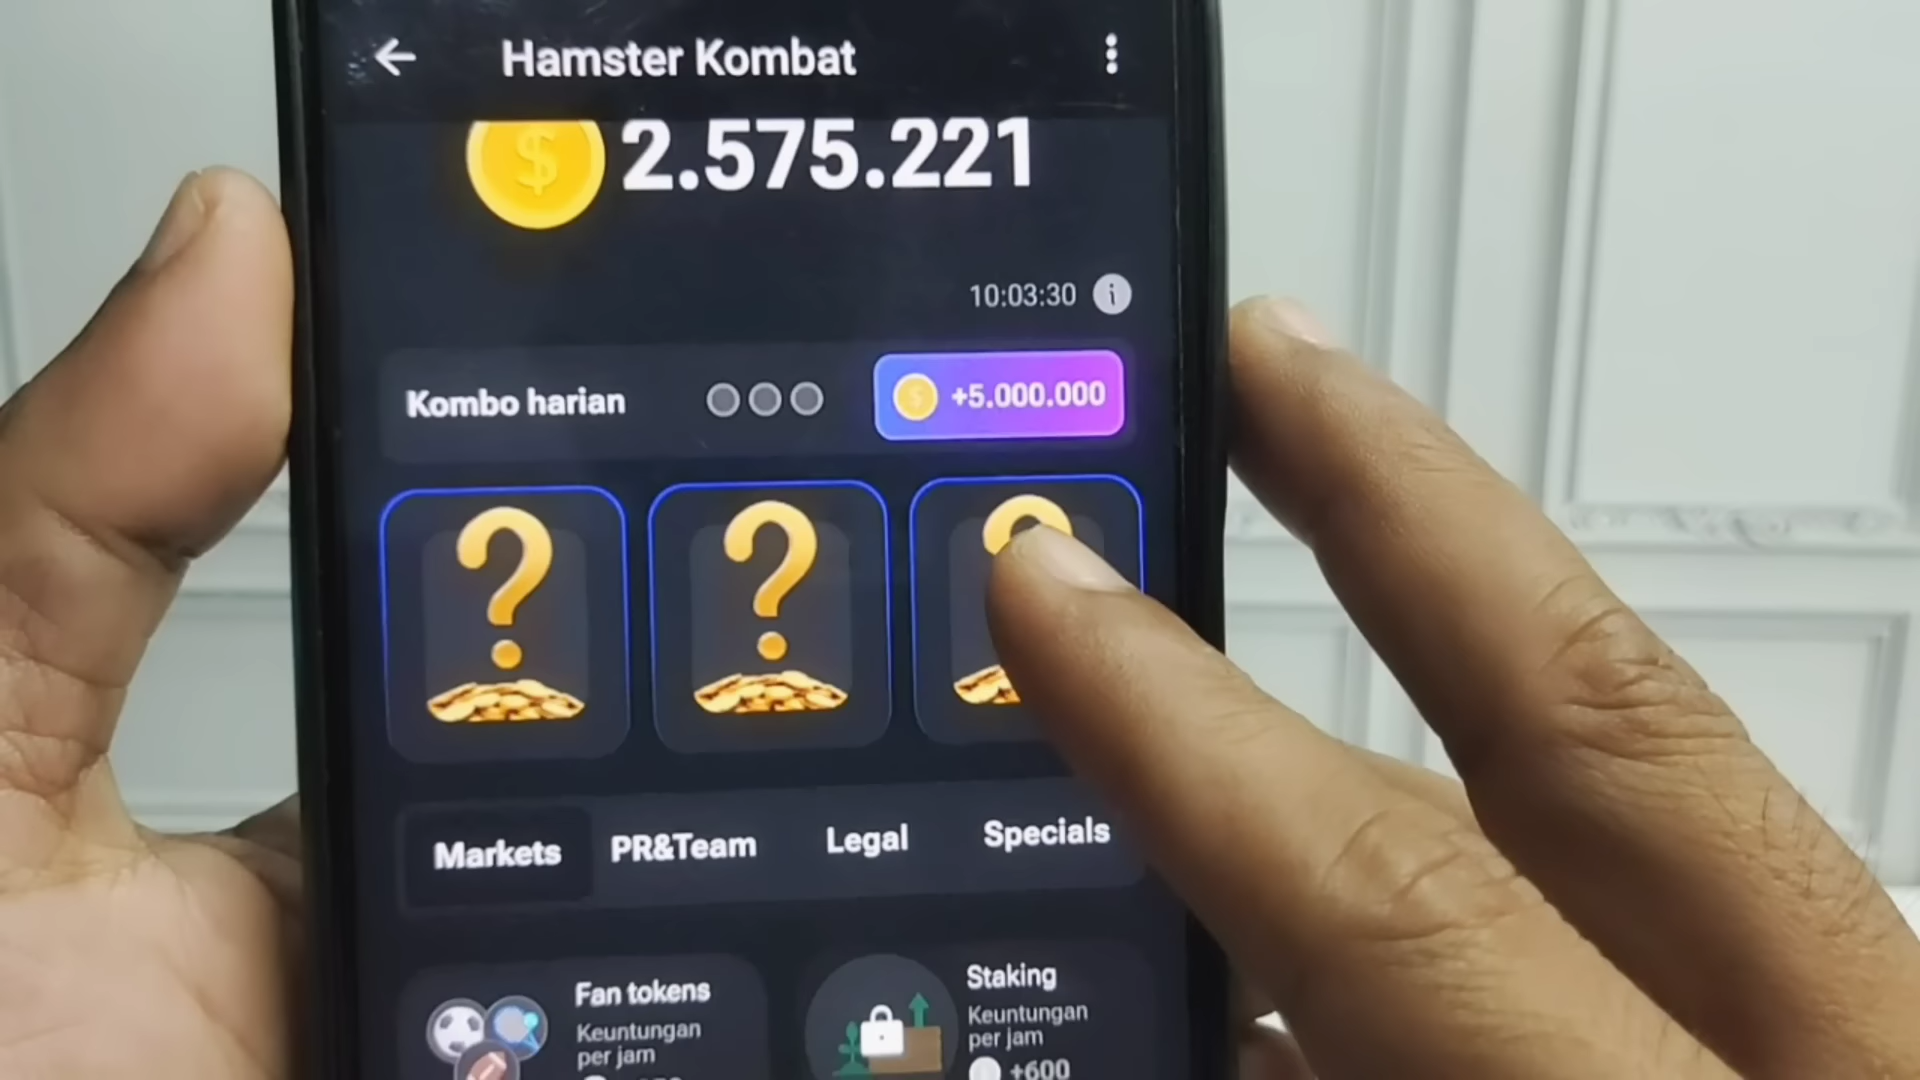 Hamster Kombat
2.575.221
10:03:30
Kombo harian
+5.000.000
Markets
PR&Team
Legal
Specials
Fan tokens
Keuntungan
per jam
Staking
Keuntungan
per jam
+600